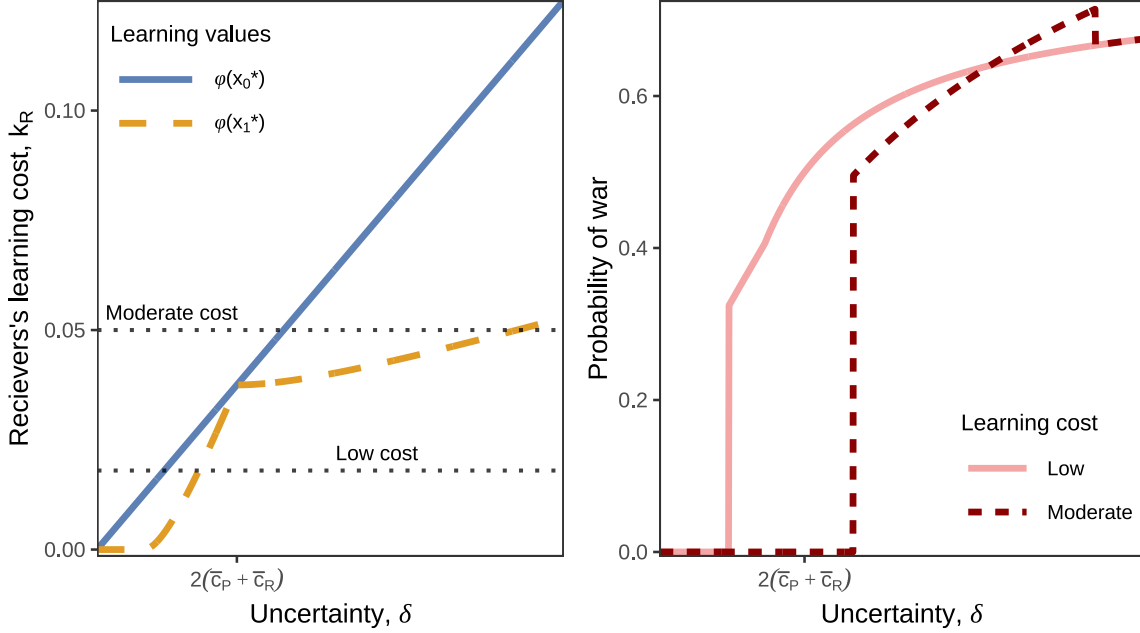 Learning values
φ(x₀*)
φ(x₁*)
Recievers's learning cost, kR
0.10
0.05
0.00
Moderate cost
Low cost
2(c̅P + c̅R)
Uncertainty, δ
Probability of war
0.6
0.4
0.2
0.0
Learning cost
Low
Moderate
2(c̅P + c̅R)
Uncertainty, δ